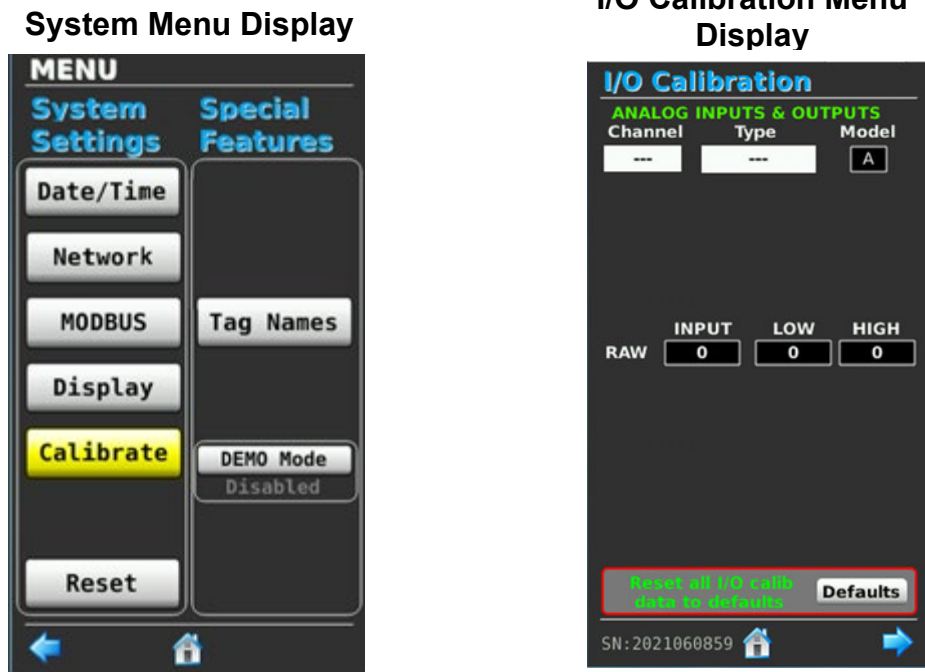 System Menu Display
MENU
System Special
Settings Features
Date/Time
Network
MODBUS Tag Names
Display
Calibrate DEMO Mode
Disabled
Reset
I/O Calibration Menu
Display
I/O Calibration
ANALOG INPUTS & OUTPUTS
Channel Type Model
--- --- A
INPUT LOW HIGH
RAW 0 0 0
Reset all I/O calib
data to defaults Defaults
SN:2021060859